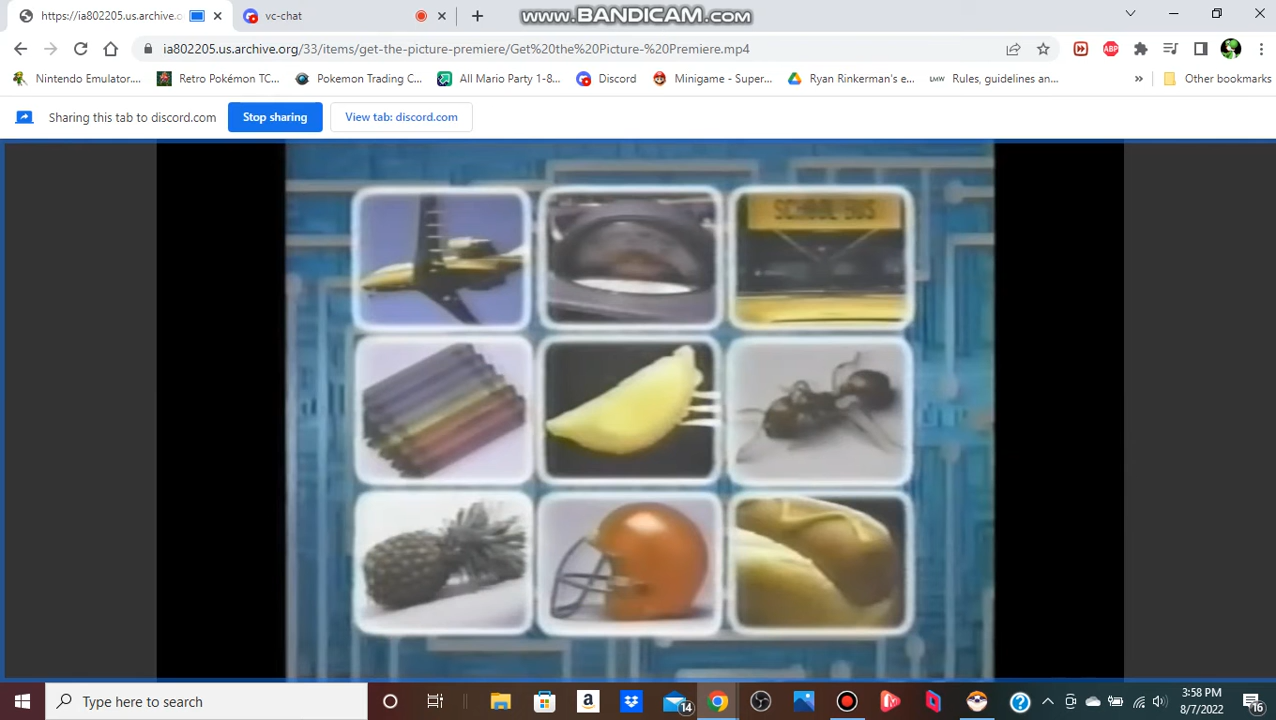 https://ia802205.us.archive.o
vc-chat
www.BANDICAM.com
ia802205.us.archive.org/33/items/get-the-picture-premiere/Get%20the%20Picture-%20Premiere.mp4
ABP
Nintendo Emulator....
Retro Pokémon TC...
Pokemon Trading C...
All Mario Party 1-8...
Discord
Minigame - Super...
Ryan Rinkerman's e...
LMW
Rules, guidelines an...
»
Other bookmarks
Sharing this tab to discord.com
Stop sharing
View tab: discord.com
SCHOOL BUS
Type here to search
14
3:58 PM
8/7/2022
16